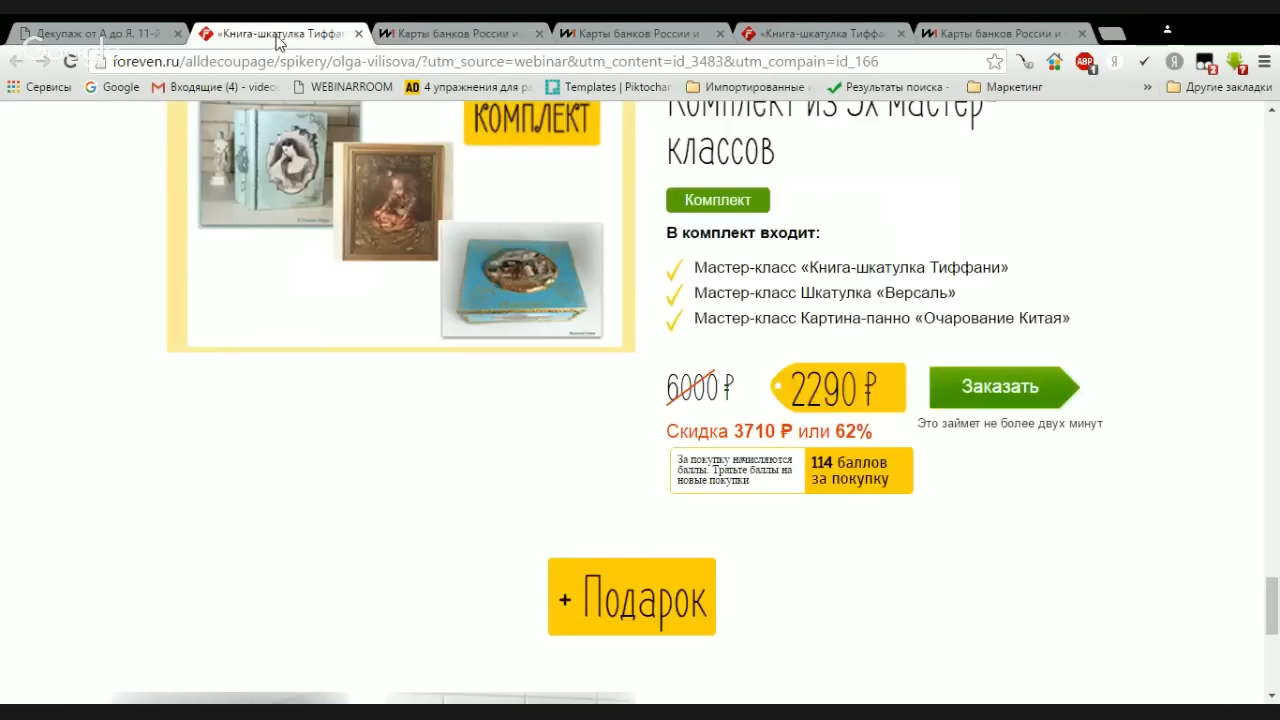 Декупаж от А до Я. 11-й
«Книга-шкатулка Тиффан
Карты банков России и
Карты банков России и
«Книга-шкатулка Тиффан
Карты банков России и
foreven.ru/alldecoupage/spikery/olga-vilisova/?utm_source=webinar&utm_content=id_3483&utm_compain=id_166
Сервисы
Google
Входящие (4) - video
WEBINARROOM
4 упражнения для ра
Templates | Piktochar
Импортированные
Результаты поиска -
Маркетинг
»
Другие закладки
КОМПЛЕКТ
Комплект из 3х мастер-
классов
Комплект
В комплект входит:
Мастер-класс «Книга-шкатулка Тиффани»
Мастер-класс Шкатулка «Версаль»
Мастер-класс Картина-панно «Очарование Китая»
6000 ₽
2290 ₽
Заказать
Это займет не более двух минут
Скидка 3710 ₽ или 62%
За покупку начисляются
баллы. Тратьте баллы на
новые покупки
114 баллов
за покупку
+ Подарок